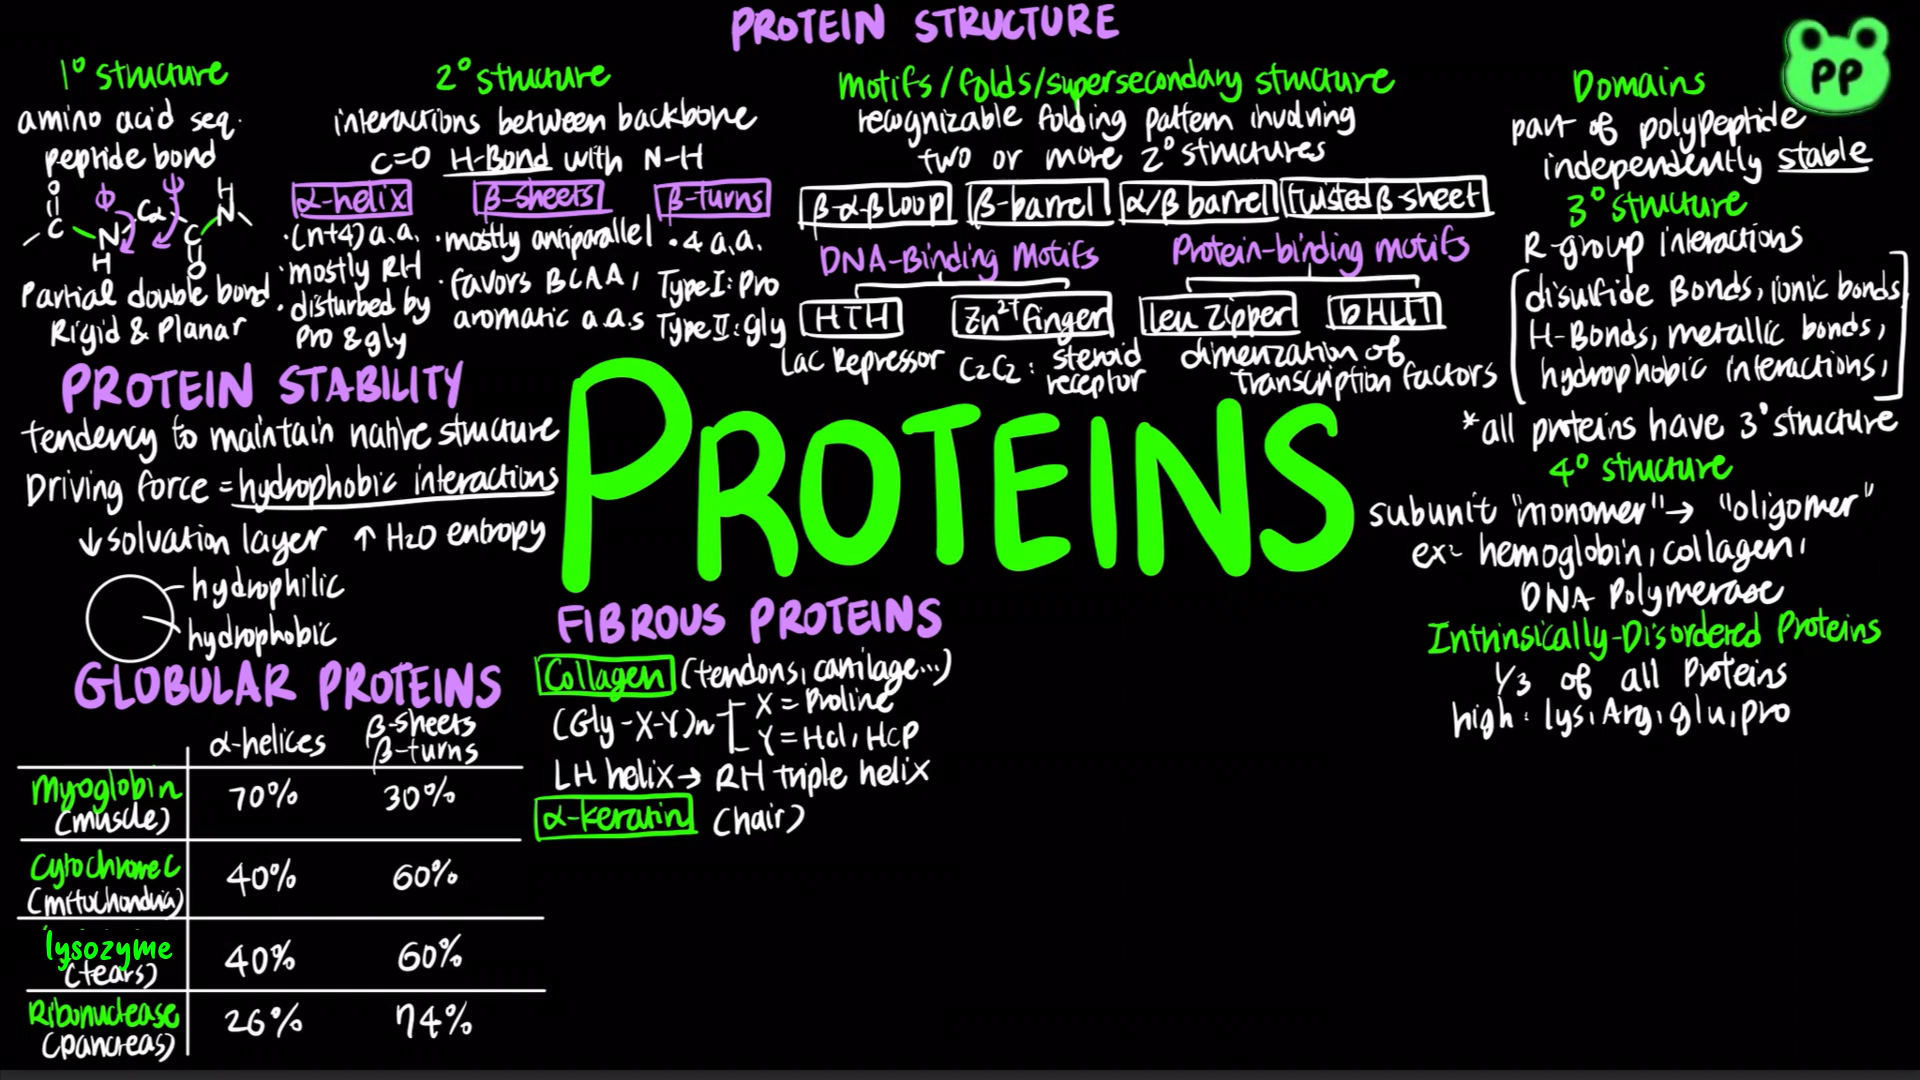 PROTEIN STRUCTURE
PP
1° structure
amino acid seq.
peptide bond
O
C
N
H
ϕ
Cα
ψ
C
O
N
H
Partial double bond
Rigid & Planar
2° structure
interactions between backbone
C=O H-Bond with N-H
α-helix
•(n+4) a.a.
•mostly RH
•disturbed by
Pro & gly
β-sheets
•mostly antiparallel
•favors BCAA,
aromatic a.a.s
β-turns
•4 a.a.
Type I: Pro
Type II: gly
motifs/folds/supersecondary structure
recognizable folding pattern involving
two or more 2° structures
β-α-β Loop
β-barrel
α/β barrel
twisted β-sheet
DNA-Binding Motifs
HTH
Lac Repressor
Zn²⁺ finger
C2C2: steroid
receptor
Protein-binding motifs
leu zipper
bHLH
dimerization of
transcription factors
Domains
part of polypeptide
independently stable
3° structure
R-group interactions
disulfide Bonds, ionic bonds,
H-Bonds, metallic bonds,
hydrophobic interactions,
*all proteins have 3° structure
4° structure
subunit "monomer" → "oligomer"
ex: hemoglobin, collagen,
DNA Polymerase
Intrinsically-Disordered Proteins
1/3 of all Proteins
high: lys, Arg, glu, pro
PROTEIN STABILITY
tendency to maintain native structure
Driving force = hydrophobic interactions
↓ solvation layer ↑ H2O entropy
hydrophilic
hydrophobic
PROTEINS
GLOBULAR PROTEINS
α-helices
β-sheets
β-turns
Myoglobin
(muscle)
70%
30%
Cytochrome C
(mitochondria)
40%
60%
lysozyme
(tears)
40%
60%
Ribonuclease
(pancreas)
26%
74%
FIBROUS PROTEINS
Collagen (tendons, cartilage...)
(Gly-X-Y)n
X = Proline
Y = Hol, HCP
LH helix → RH triple helix
α-keratin (hair)